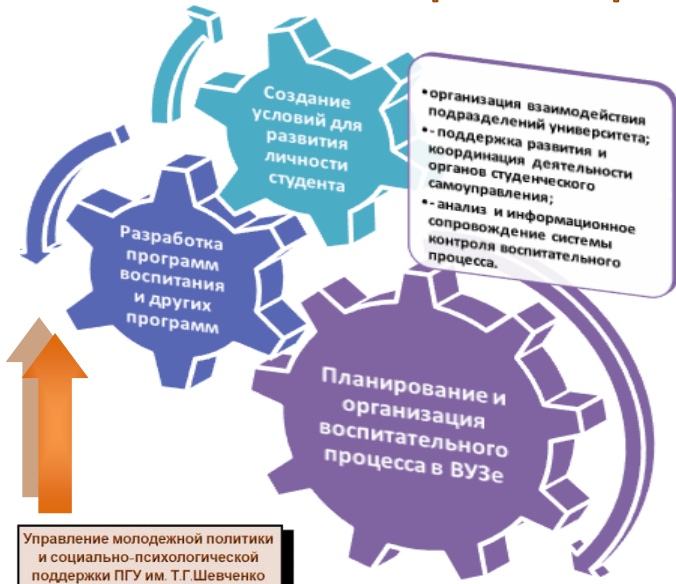 Создание
условий для
развития
личности
студента
•организация взаимодействия
подразделений университета;
•- поддержка развития и
координация деятельности
органов студенческого
самоуправления;
•- анализ и информационное
сопровождение системы
контроля воспитательного
процесса.
Разработка
программ
воспитания
и других
программ
Планирование и
организация
воспитательного
процесса в ВУЗе
Управление молодежной политики
и социально-психологической
поддержки ПГУ им. Т.Г.Шевченко